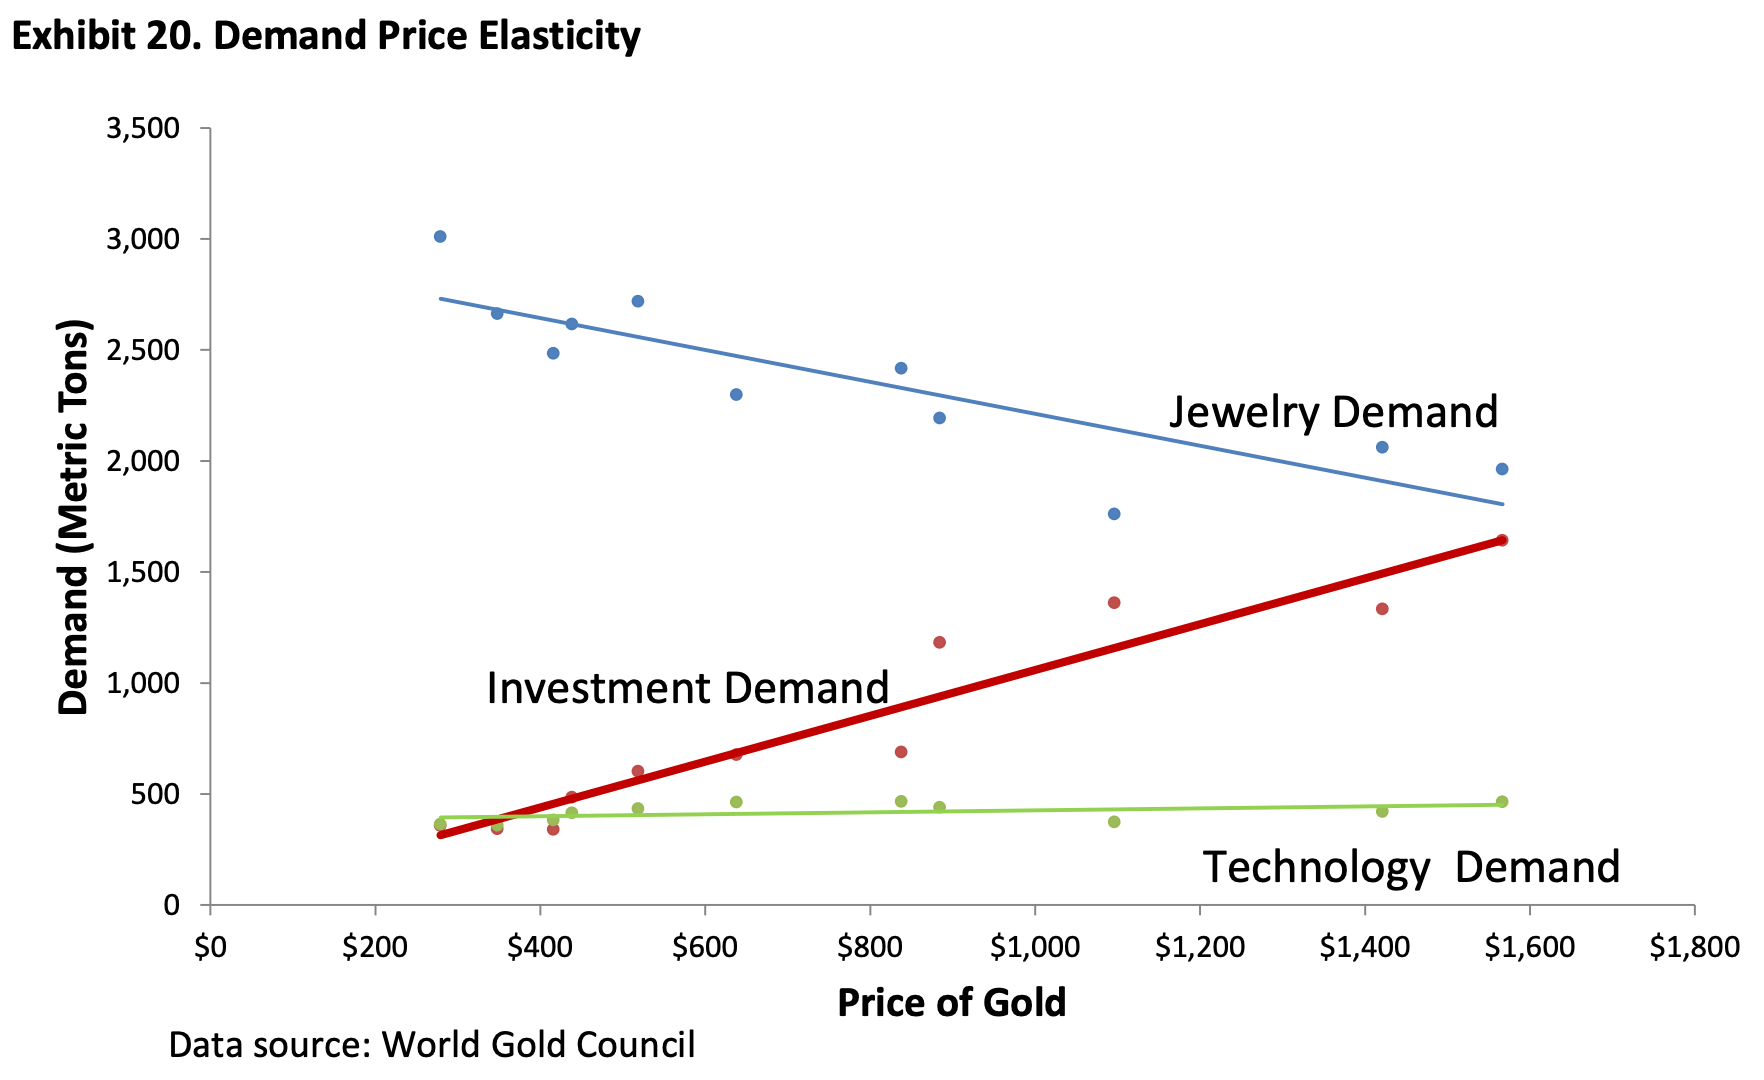 Exhibit 20. Demand Price Elasticity
3,500
3,000
2,500
2,000
1,500
1,000
500
0
Demand (Metric Tons)
Jewelry Demand
Investment Demand
Technology Demand
$0 $200 $400 $600 $800 $1,000 $1,200 $1,400 $1,600 $1,800
Price of Gold
Data source: World Gold Council